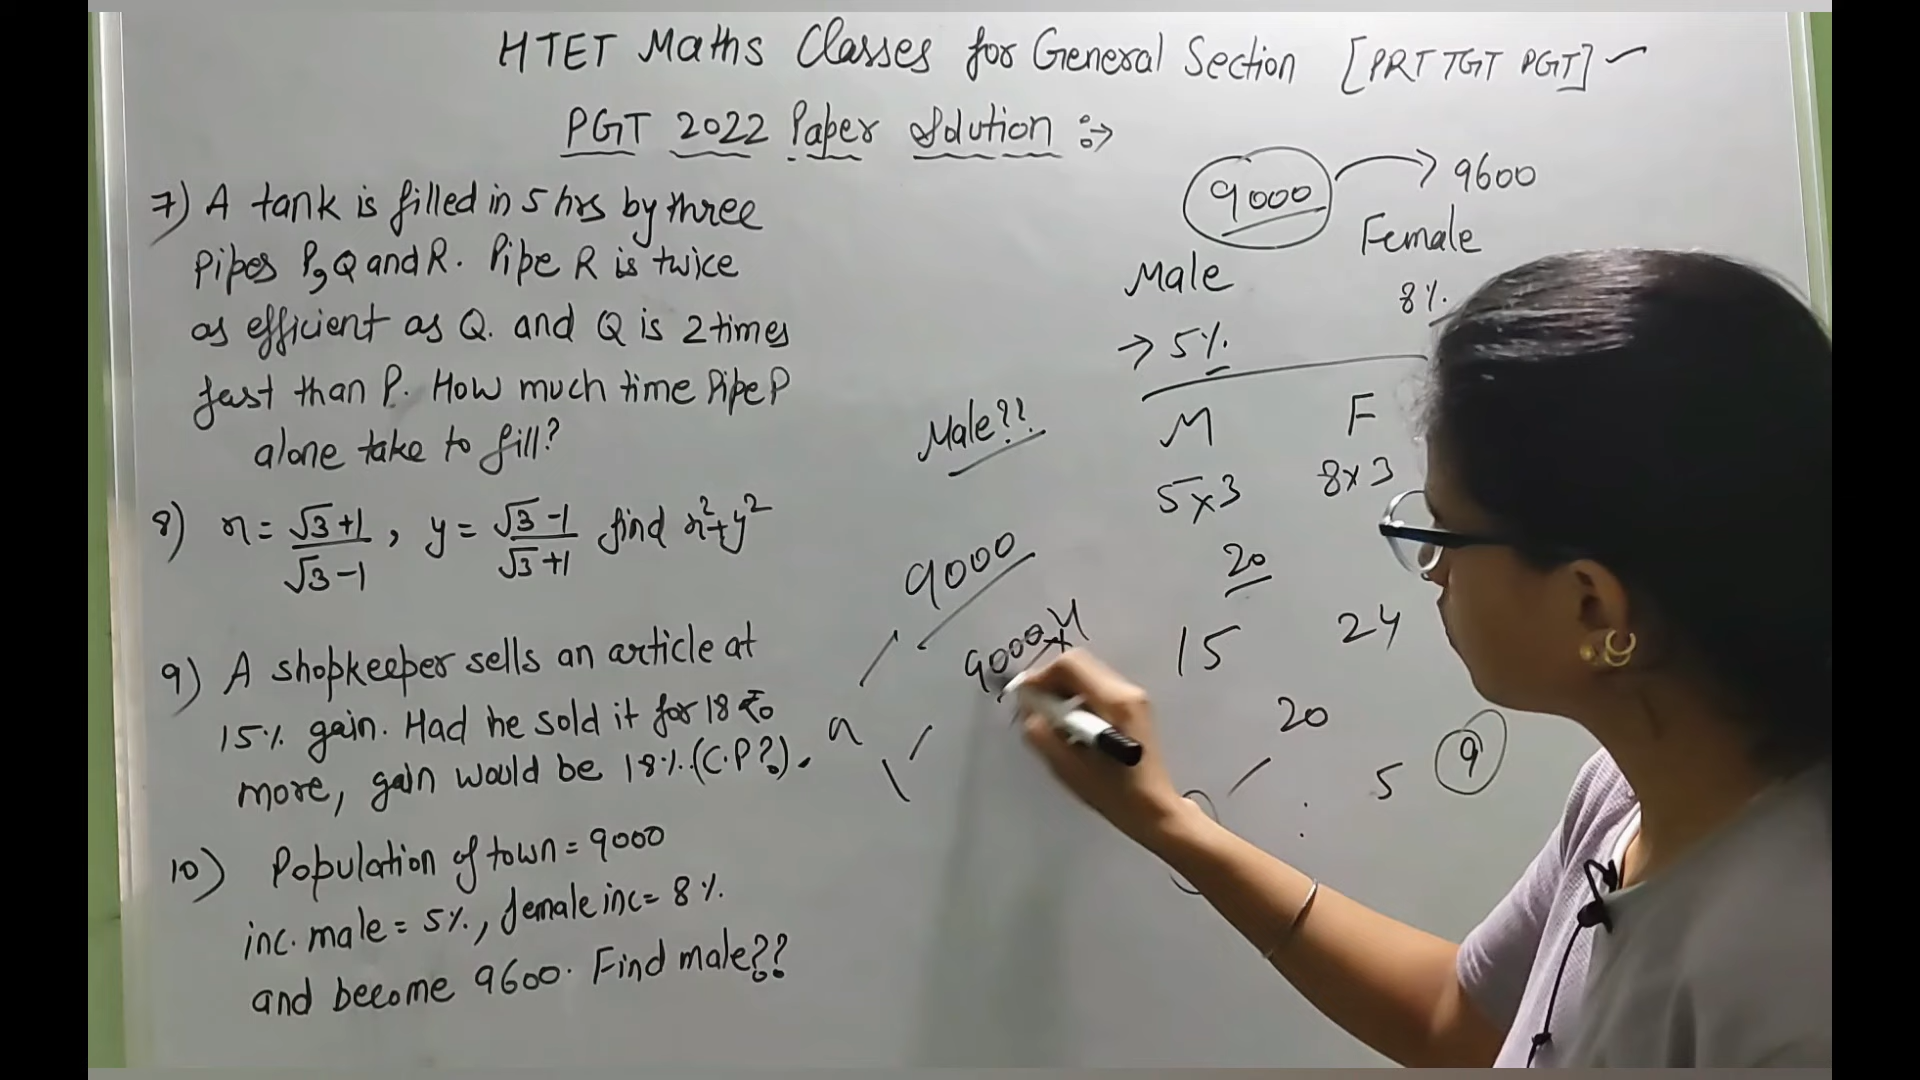 HTET Maths Classes for General Section [PRT TGT PGT]
PGT 2022 Paper Solution :->
7) A tank is filled in 5 hrs by three
Pipes P, Q and R. Pipe R is twice
as efficient as Q. and Q is 2 times
fast than P. How much time Pipe P
alone take to fill?
8) x = √3+1/√3-1, y = √3-1/√3+1 find x²+y²
9) A shopkeeper sells an article at
15% gain. Had he sold it for 18 ₹
more, gain would be 18%. (C.P?).
10) Population of town = 9000
inc. male = 5%, female inc = 8%.
and become 9600. Find male??
9000 → 9600
Male Female
→ 5% 8%
Male??
M F
5x3 8x3
20
15 24
20
5 9
9000
9000x4
9